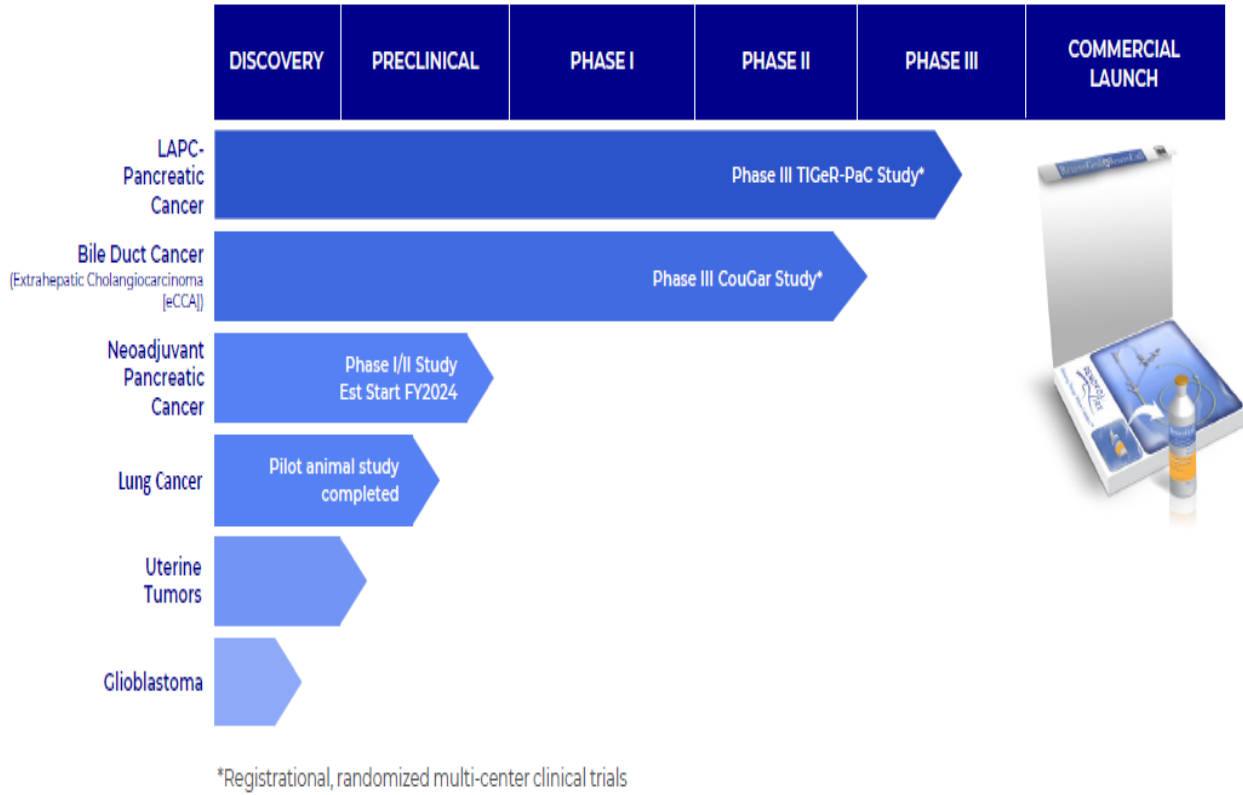 DISCOVERY
PRECLINICAL
PHASE I
PHASE II
PHASE III
COMMERCIAL
LAUNCH
LAPC-
Pancreatic
Cancer
Phase III TIGeR-PaC Study*
Bile Duct Cancer
(Extrahepatic Cholangiocarcinoma
[eCCA])
Phase III CouGar Study*
Neoadjuvant
Pancreatic
Cancer
Phase I/II Study
Est Start FY2024
Lung Cancer
Pilot animal study
completed
Uterine
Tumors
Glioblastoma
RENOVORX
*Registrational, randomized multi-center clinical trials